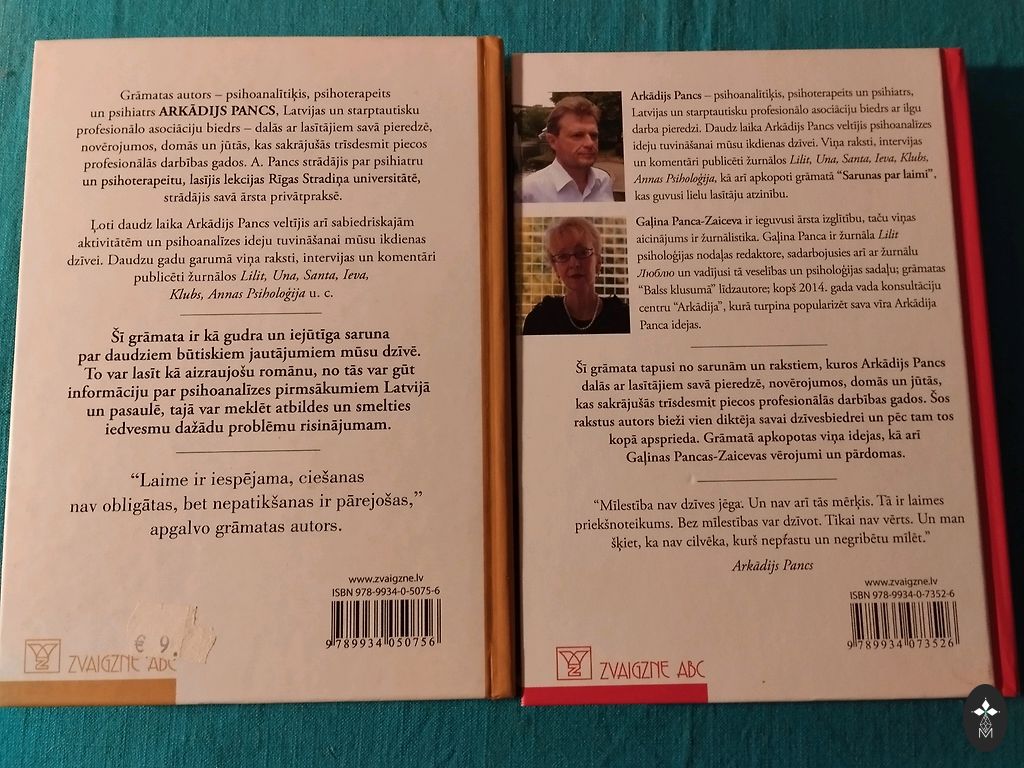 Grāmatas autors – psihoanalītiķis, psihoterapeits
un psihiatrs ARKĀDIJS PANCS, Latvijas un starptautisku
profesionālo asociāciju biedrs – dalās ar lasītājiem savā pieredzē,
novērojumos, domās un jūtās, kas sakrājušās trīsdesmit piecos
profesionālās darbības gados. A. Pancs strādājis par psihiatru
un psihoterapeitu, lasījis lekcijas Rīgas Stradiņa universitātē,
strādājis savā ārsta privātpraksē.
Ļoti daudz laika Arkādijs Pancs veltījis arī sabiedriskajām
aktivitātēm un psihoanalīzes ideju tuvināšanai mūsu ikdienas
dzīvei. Daudzu gadu garumā viņa raksti, intervijas un komentāri
publicēti žurnālos Lilit, Una, Santa, Ieva,
Klubs, Annas Psiholoģija u. c.
Šī grāmata ir kā gudra un iejūtīga saruna
par daudziem būtiskiem jautājumiem mūsu dzīvē.
To var lasīt kā aizraujošu romānu, no tās var gūt
informāciju par psihoanalīzes pirmsākumiem Latvijā
un pasaulē, tajā var meklēt atbildes un smelties
iedvesmu dažādu problēmu risinājumam.
“Laime ir iespējama, ciešanas
nav obligātas, bet nepatikšanas ir pārejošas,”
apgalvo grāmatas autors.
www.zvaigzne.lv
ISBN 978-9934-0-5075-6
9 789934 050756
€ 9.
ZVAIGZNE ABC
Arkādijs Pancs – psihoanalītiķis, psihoterapeits un psihiatrs,
Latvijas un starptautisku profesionālo asociāciju biedrs ar ilgu
darba pieredzi. Daudz laika Arkādijs Pancs veltījis psihoanalīzes
ideju tuvināšanai mūsu ikdienas dzīvei. Viņa raksti, intervijas
un komentāri publicēti žurnālos Lilit, Una, Santa, Ieva, Klubs,
Annas Psiholoģija, kā arī apkopoti grāmatā “Sarunas par laimi”,
kas guvusi lielu lasītāju atzinību.
Gaļina Panca-Zaiceva ir ieguvusi ārsta izglītību, taču viņas
aicinājums ir žurnālistika. Gaļina Panca ir žurnāla Lilit
psiholoģijas nodaļas redaktore, sadarbojusies arī ar žurnālu
Люблю un vadījusi tā veselības un psiholoģijas sadaļu; grāmatas
“Balss klusumā” līdzautore; kopš 2014. gada vada konsultāciju
centru “Arkādija”, kurā turpina popularizēt sava vīra Arkādija
Panca idejas.
Šī grāmata tapusi no sarunām un rakstiem, kuros Arkādijs Pancs
dalās ar lasītājiem savā pieredzē, novērojumos, domās un jūtās,
kas sakrājušās trīsdesmit piecos profesionālās darbības gados. Šos
rakstus autors bieži vien diktēja savai dzīvesbiedrei un pēc tam tos
kopā apsprieda. Grāmatā apkopotas viņa idejas, kā arī
Gaļinas Pancas-Zaicevas vērojumi un pārdomas.
“Mīlestība nav dzīves jēga. Un nav arī tās mērķis. Tā ir laimes
priekšnoteikums. Bez mīlestības var dzīvot. Tikai nav vērts. Un man
šķiet, ka nav cilvēka, kurš nepfastu un negribētu mīlēt.”
Arkādijs Pancs
www.zvaigzne.lv
ISBN 978-9934-0-7352-6
9 789934 073526
ZVAIGZNE ABC
M